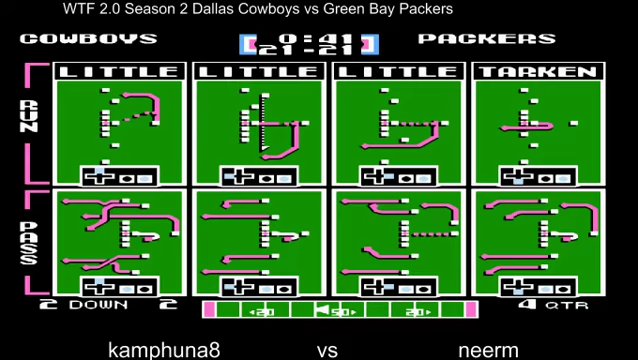 WTF 2.0 Season 2 Dallas Cowboys vs Green Bay Packers
COWBOYS 0:41 PACKERS
21-21
LITTLE LITTLE LITTLE TARKEN
RUN
PASS
2 DOWN 2 20 50 20 4 QTR
kamphuna8 vs neerm